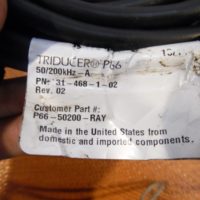 TRIDUCER® P66
50/200kHz-A
PN: 31-468-1-02
Rev. 02
Customer Part #:
P66-50200-RAY
Made in the United States from
domestic and imported components.